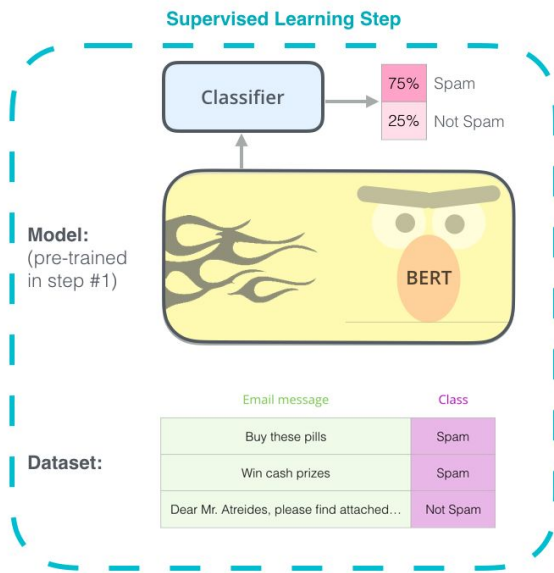 Supervised Learning Step
Classifier
75% Spam
25% Not Spam
Model:
(pre-trained
in step #1)
BERT
Email message Class
Buy these pills Spam
Dataset:
Win cash prizes Spam
Dear Mr. Atreides, please find attached… Not Spam